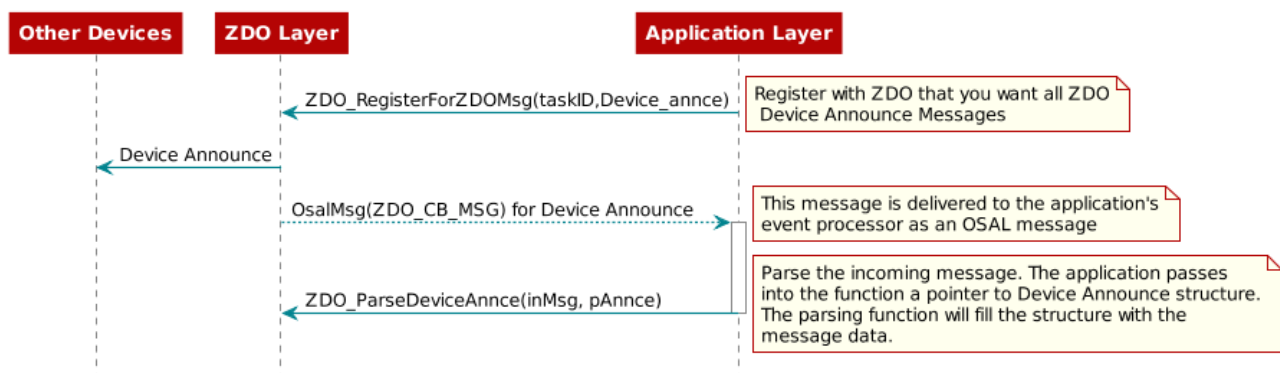 Other Devices
ZDO Layer
Application Layer
ZDO_RegisterForZDOMsg(taskID,Device_annce)
Register with ZDO that you want all ZDO
Device Announce Messages
Device Announce
OsalMsg(ZDO_CB_MSG) for Device Announce
This message is delivered to the application's
event processor as an OSAL message
ZDO_ParseDeviceAnnce(inMsg, pAnnce)
Parse the incoming message. The application passes
into the function a pointer to Device Announce structure.
The parsing function will fill the structure with the
message data.